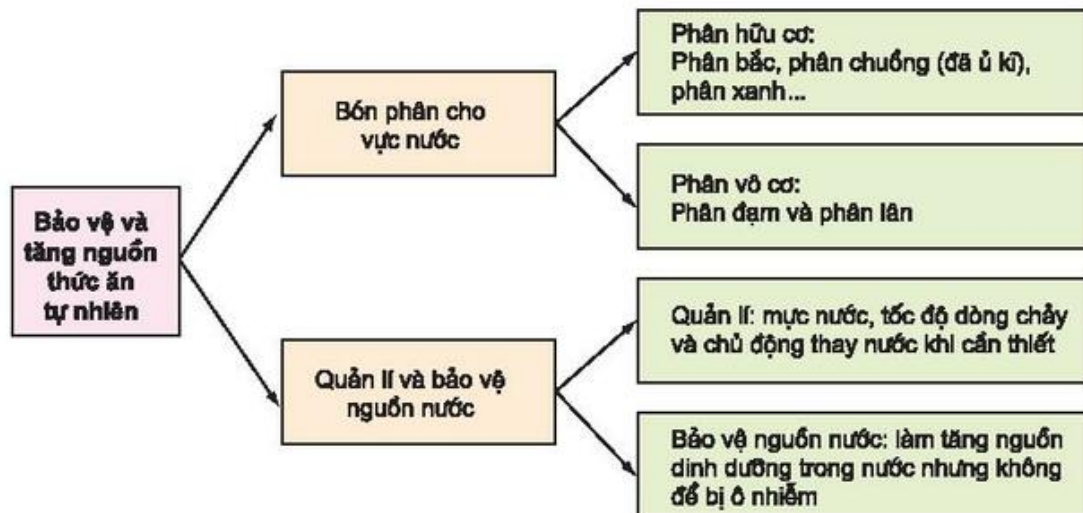 Bảo vệ và
tăng nguồn
thức ăn
tự nhiên
Bón phân cho
vực nước
Phân hữu cơ:
Phân bắc, phân chuồng (đã ủ kĩ),
phân xanh...
Phân vô cơ:
Phân đạm và phân lân
Quản lí và bảo vệ
nguồn nước
Quản lí: mực nước, tốc độ dòng chảy
và chủ động thay nước khi cần thiết
Bảo vệ nguồn nước: làm tăng nguồn
dinh dưỡng trong nước nhưng không
để bị ô nhiễm